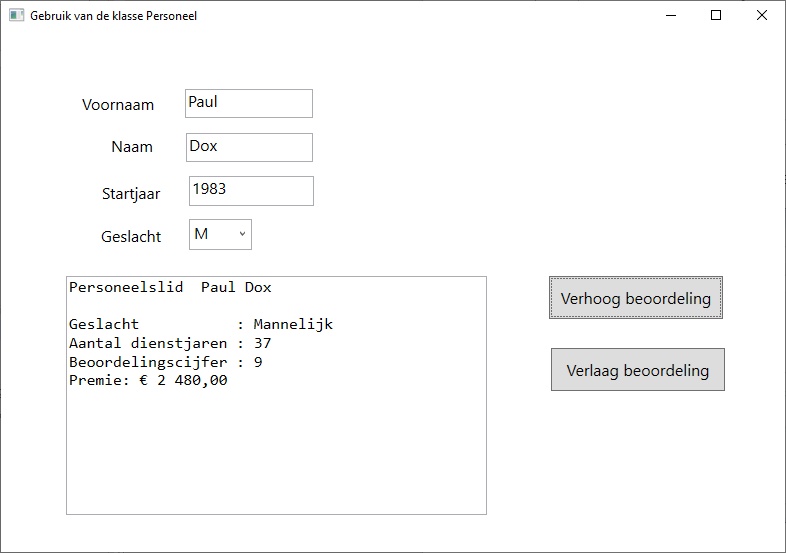 Gebruik van de klasse Personeel
Voornaam Paul
Naam Dox
Startjaar 1983
Geslacht M
Personeelslid  Paul Dox
Geslacht           : Mannelijk
Aantal dienstjaren : 37
Beoordelingscijfer : 9
Premie: € 2 480,00
Verhoog beoordeling
Verlaag beoordeling